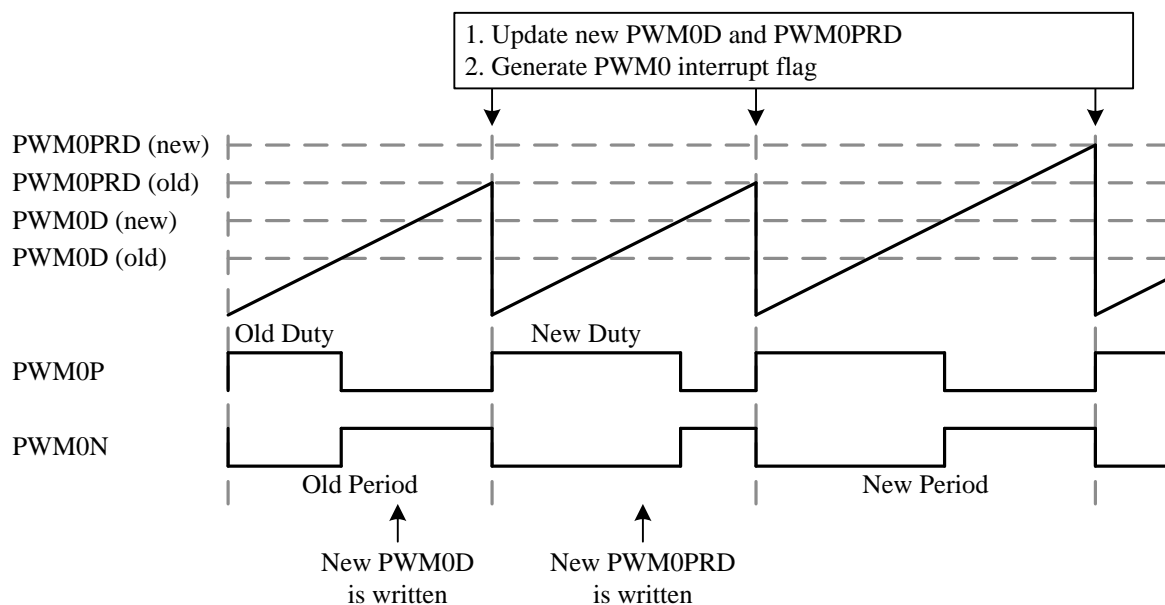 1. Update new PWM0D and PWM0PRD
2. Generate PWM0 interrupt flag
PWM0PRD (new)
PWM0PRD (old)
PWM0D (new)
PWM0D (old)
Old Duty
New Duty
PWM0P
PWM0N
Old Period
New Period
New PWM0D
is written
New PWM0PRD
is written